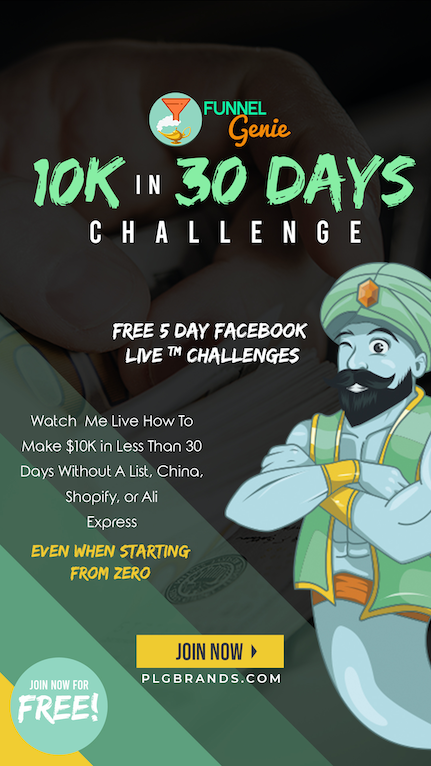 FUNNEL
Genie
10K IN 30 DAYS
CHALLENGE
FREE 5 DAY FACEBOOK
LIVE™ CHALLENGES
Watch Me Live How To
Make $10K in Less Than 30
Days Without A List, China,
Shopify, or Ali
Express
EVEN WHEN STARTING
FROM ZERO
JOIN NOW
PLGBRANDS.COM
JOIN NOW FOR
FREE!